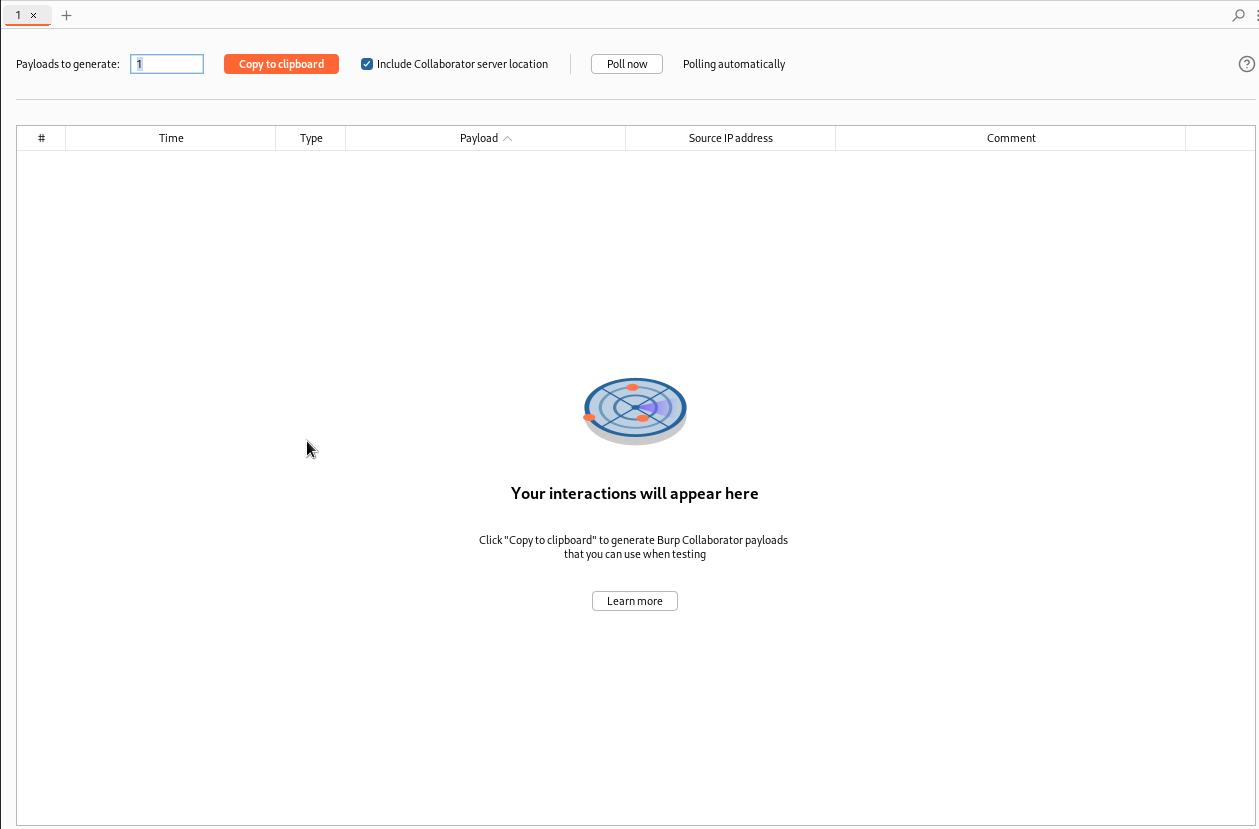 1 ×
Payloads to generate: 1 Copy to clipboard Include Collaborator server location Poll now Polling automatically ?
# Time Type Payload Source IP address Comment
Your interactions will appear here
Click "Copy to clipboard" to generate Burp Collaborator payloads
that you can use when testing
Learn more